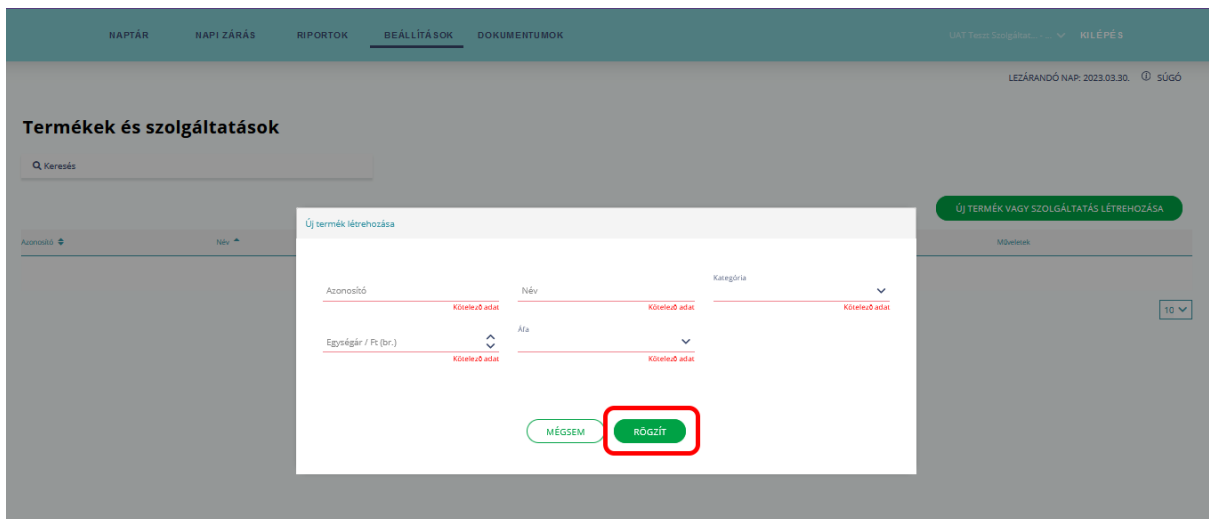 NAPTÁR NAPI ZÁRÁS RIPORTOK BEÁLLÍTÁSOK DOKUMENTUMOK KILÉPÉS
LEZÁRANDÓ NAP: 2023.03.30. SÚGÓ
Termékek és szolgáltatások
Keresés
ÚJ TERMÉK VAGY SZOLGÁLTATÁS LÉTREHOZÁSA
Új termék létrehozása
Azonosító Név Műveletek
Kategória
Azonosító Név
Kötelező adat Kötelező adat Kötelező adat
10
Áfa
Egységár / Ft (br.)
Kötelező adat Kötelező adat
MÉGSEM RÖGZÍT